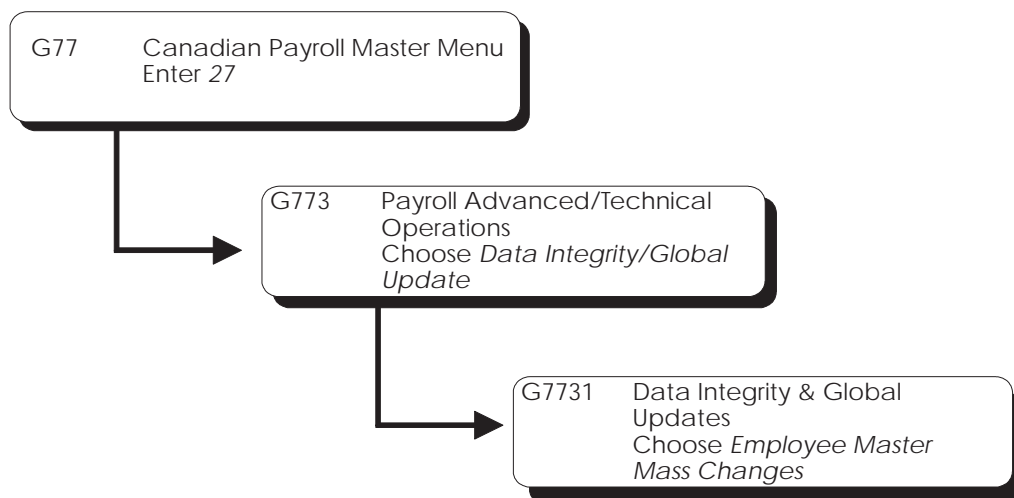 G77 Canadian Payroll Master Menu
Enter 27
G773 Payroll Advanced/Technical
Operations
Choose Data Integrity/Global
Update
G7731 Data Integrity & Global
Updates
Choose Employee Master
Mass Changes